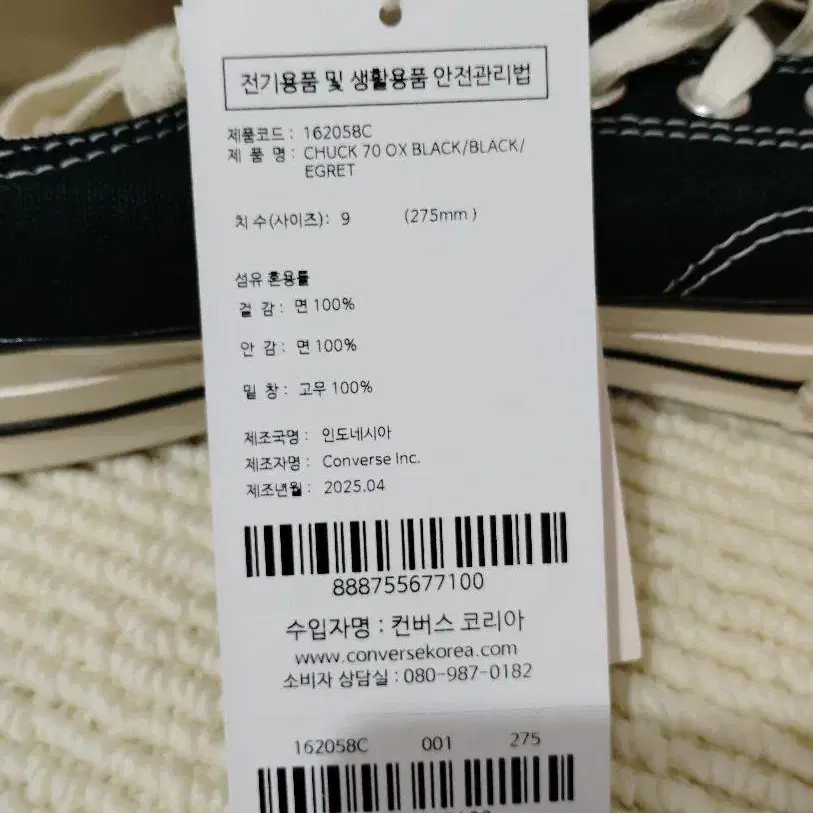 전기용품 및 생활용품 안전관리법
제품코드 : 162058C
제 품 명 : CHUCK 70 OX BLACK/BLACK/
EGRET
치 수(사이즈) : 9 (275mm )
섬유 혼용률
겉 감 : 면 100%
안 감 : 면 100%
밑 창 : 고무 100%
제조국명 : 인도네시아
제조자명 : Converse Inc.
제조년월 : 2025.04
888755677100
수입자명 : 컨버스 코리아
www.conversekorea.com
소비자 상담실 : 080-987-0182
162058C 001 275